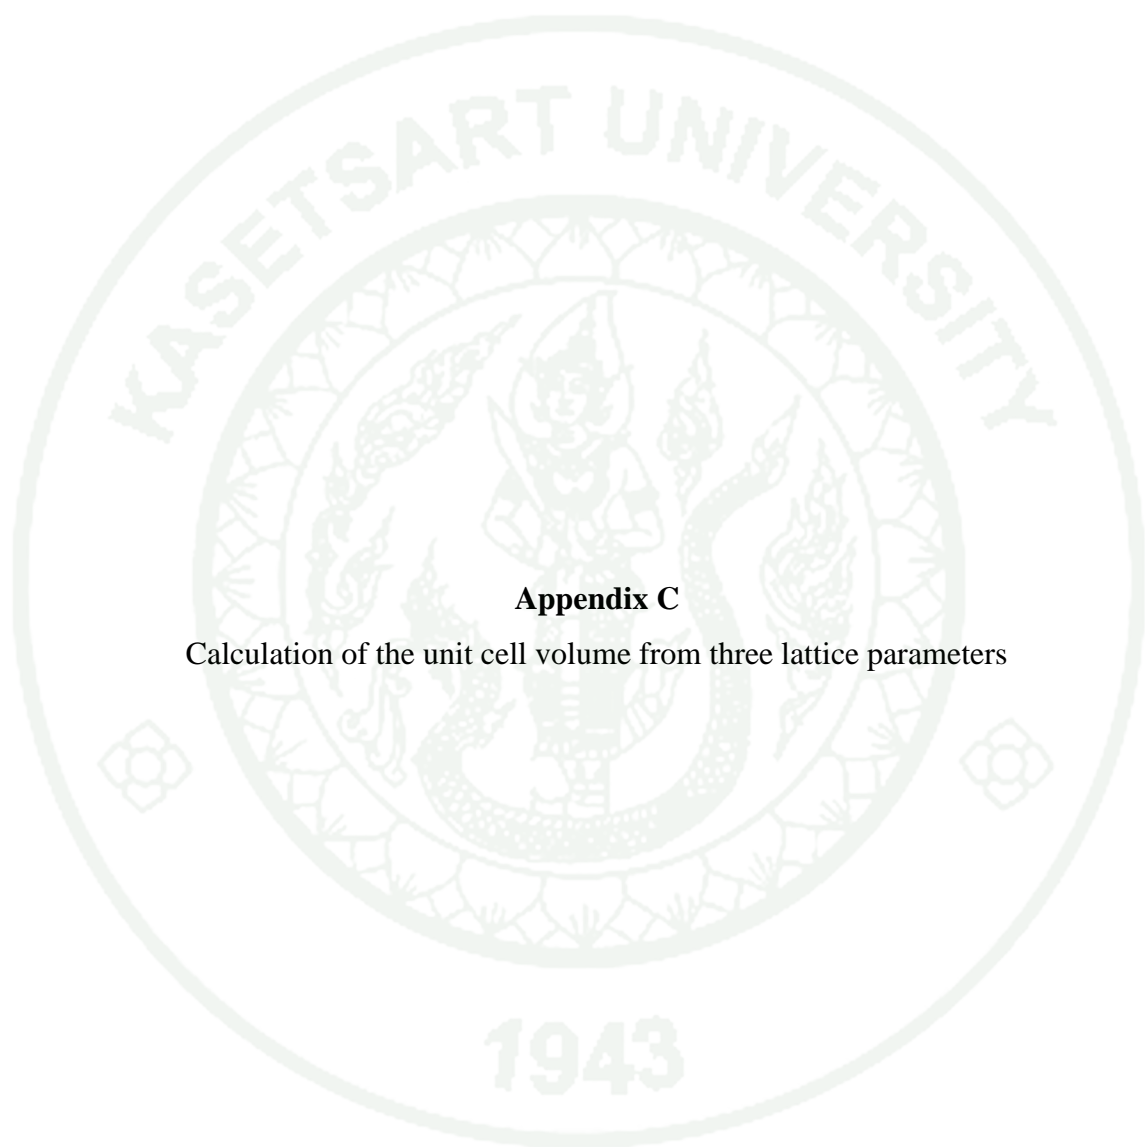 KASETSART UNIVERSITY
Appendix C
Calculation of the unit cell volume from three lattice parameters
1943